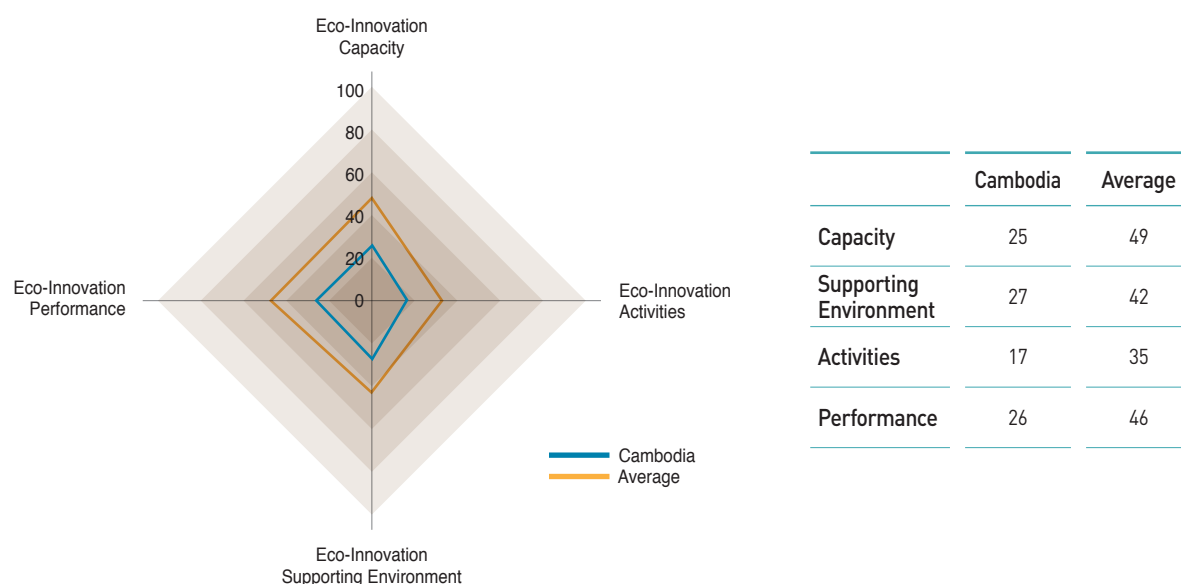 Eco-Innovation
Capacity
100
80
60
40
20
0
Eco-Innovation
Performance
Eco-Innovation
Activities
Cambodia
Average
Eco-Innovation
Supporting Environment
Cambodia Average
Capacity 25 49
Supporting
Environment 27 42
Activities 17 35
Performance 26 46